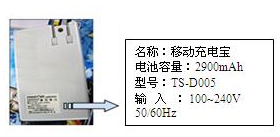 名称：移动充电宝
电池容量：2900mAh
型号：TS-D005
输入：100~240V
50/60Hz